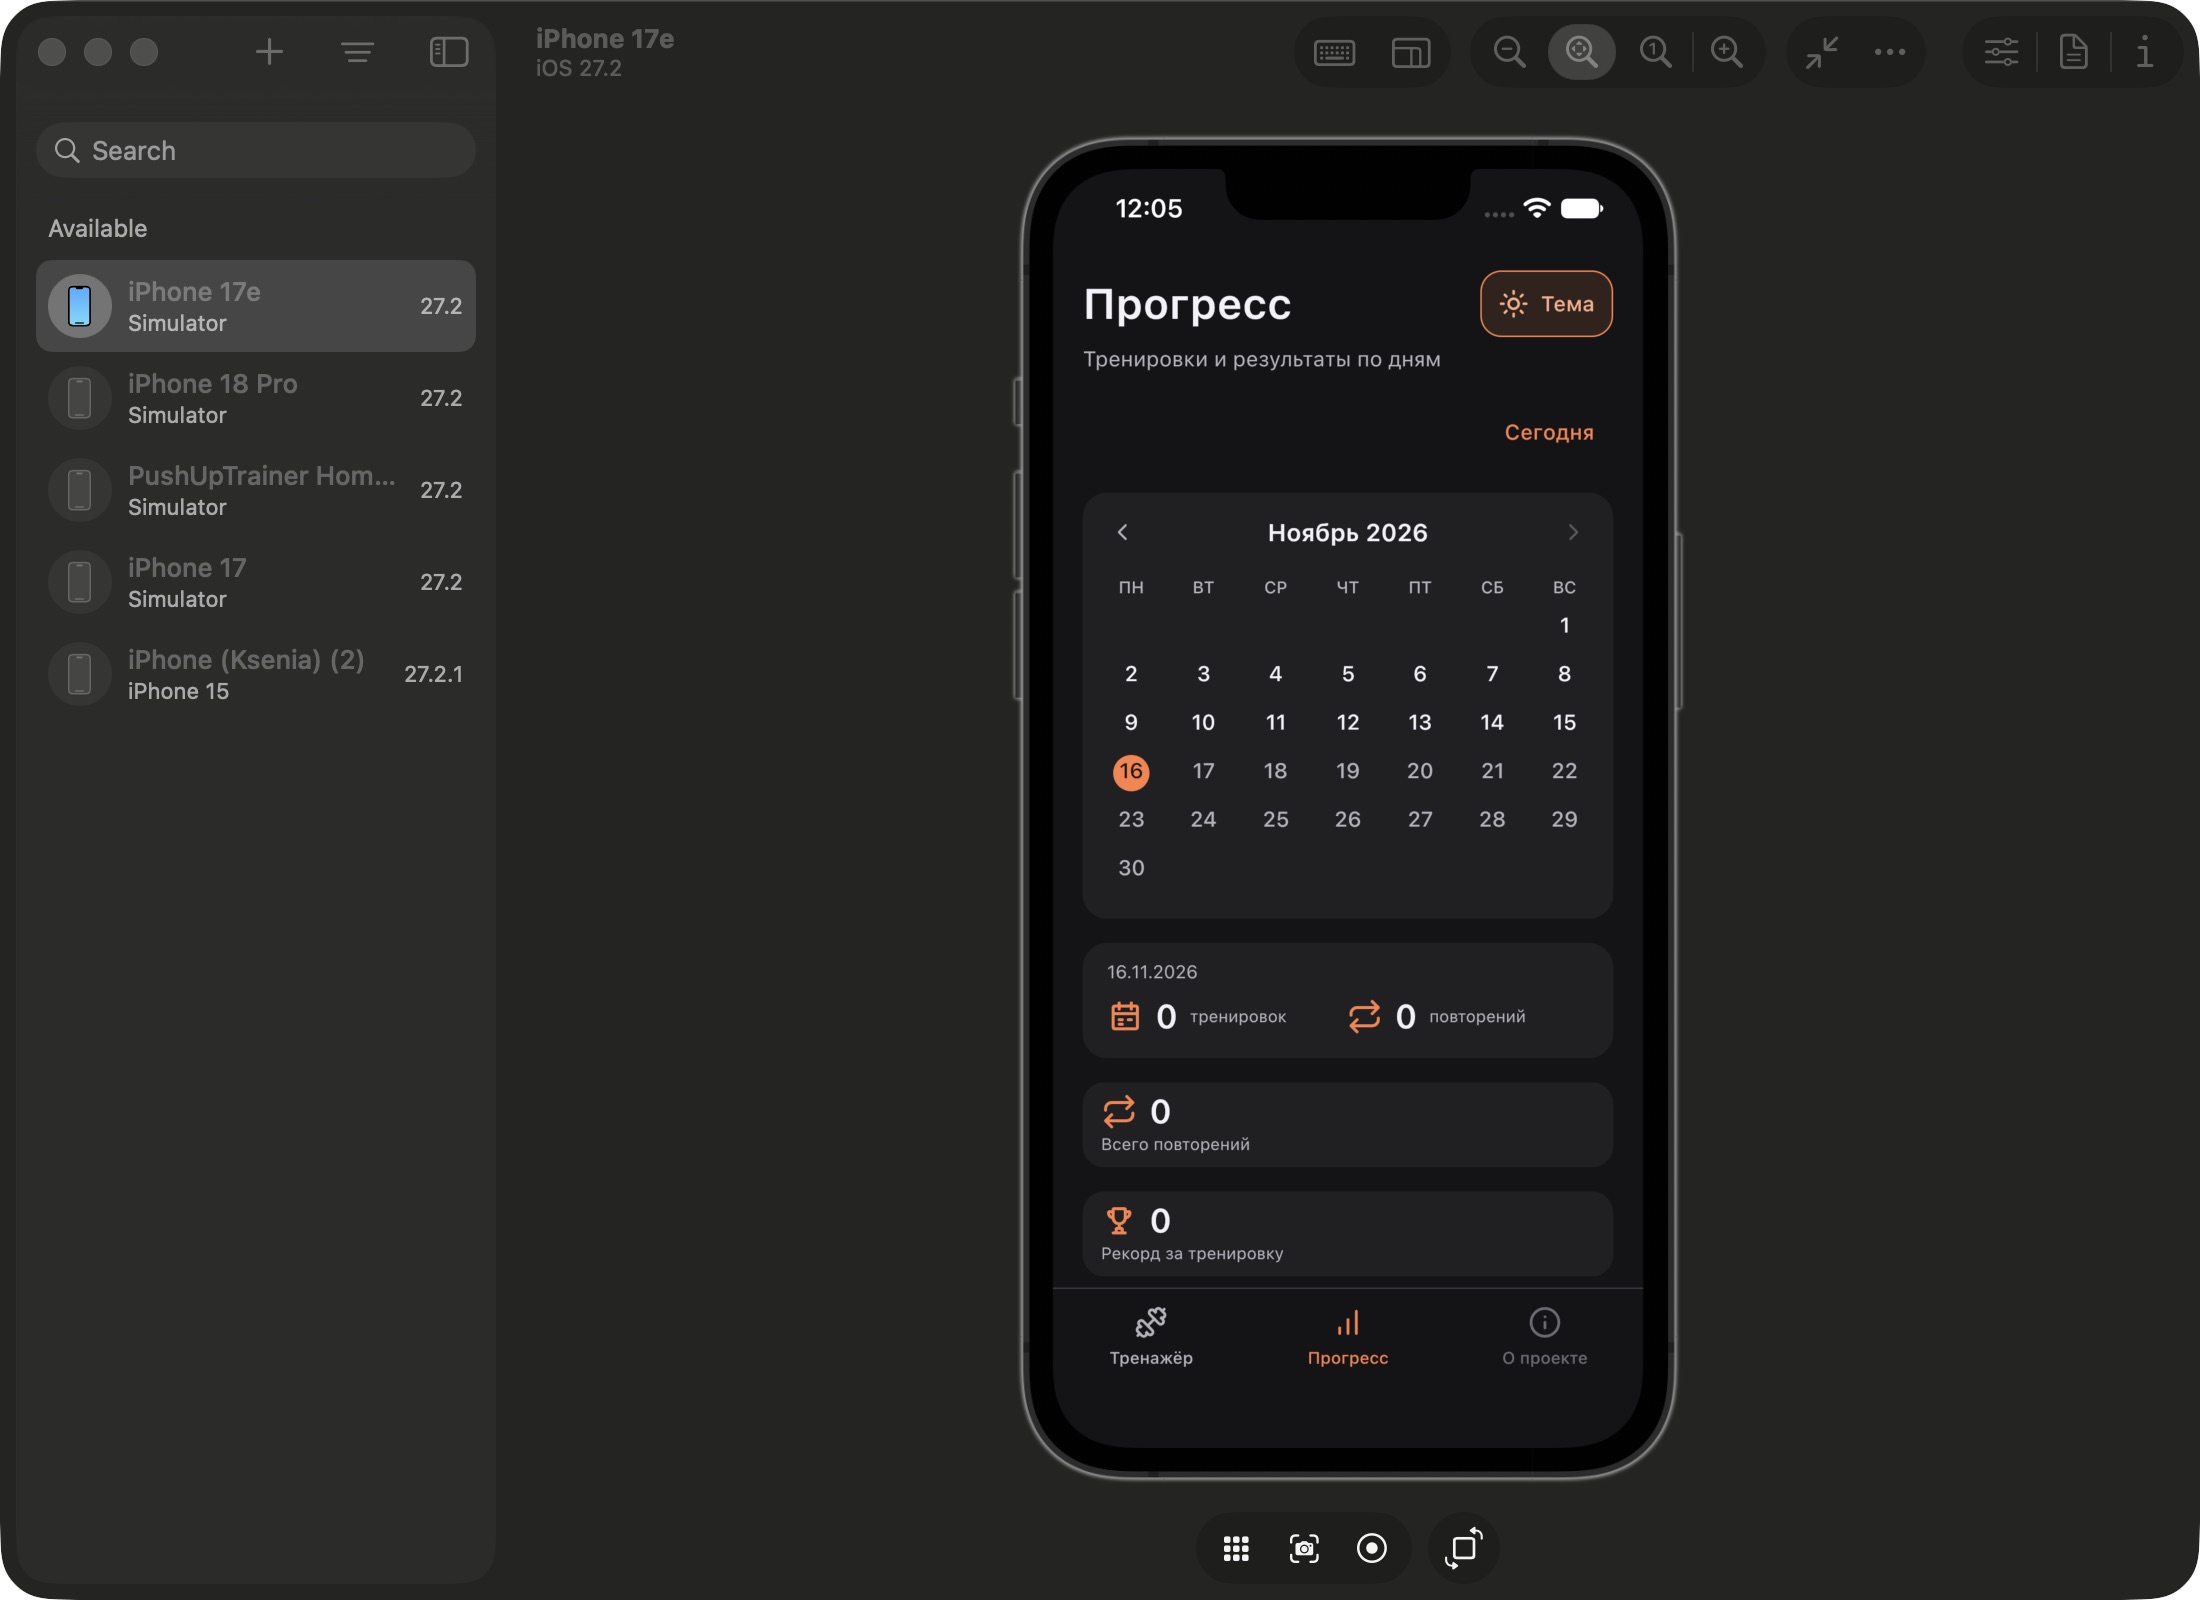 iPhone 17e
iOS 27.2
Search
Available
iPhone 17e
Simulator
27.2
iPhone 18 Pro
Simulator
27.2
PushUpTrainer Hom...
Simulator
27.2
iPhone 17
Simulator
27.2
iPhone (Ksenia) (2)
iPhone 15
27.2.1
12:05
Прогресс
Тема
Тренировки и результаты по дням
Сегодня
Ноябрь 2026
ПН ВТ СР ЧТ ПТ СБ ВС
1
2 3 4 5 6 7 8
9 10 11 12 13 14 15
16 17 18 19 20 21 22
23 24 25 26 27 28 29
30
16.11.2026
0 тренировок 0 повторений
0
Всего повторений
0
Рекорд за тренировку
Тренажёр Прогресс О проекте